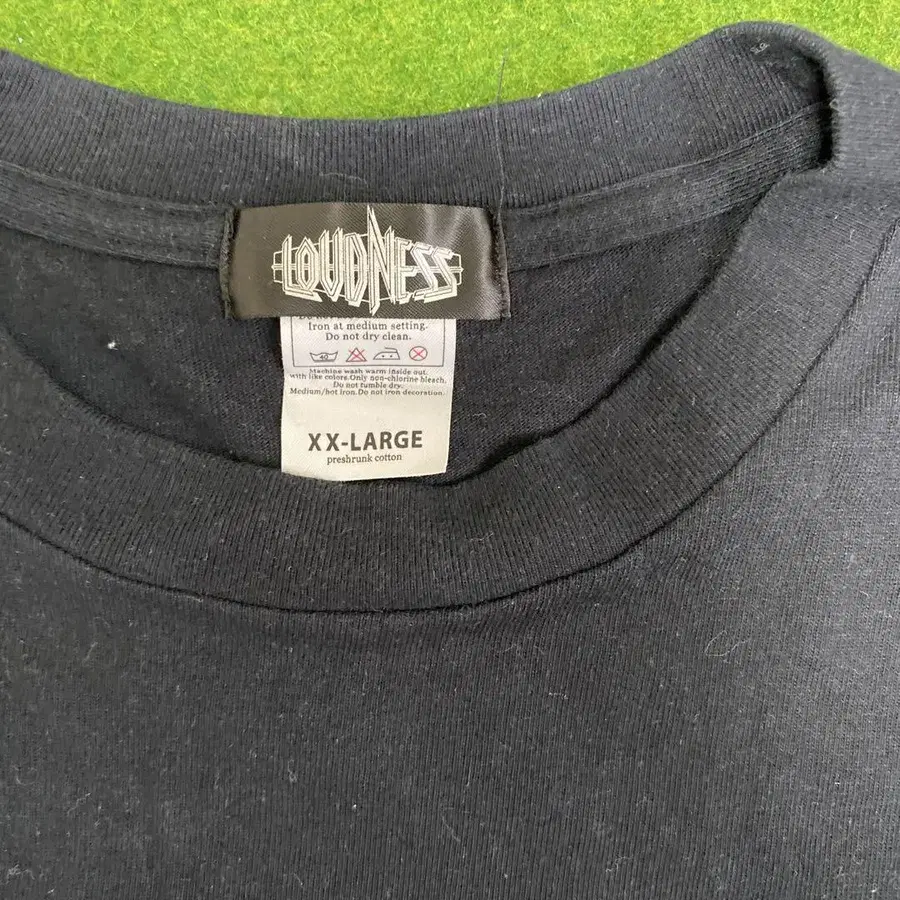 LOUDNESS
Iron at medium setting.
Do not dry clean.
40
Machine wash warm inside out,
with like colors.Only non-chlorine bleach.
Do not tumble dry.
Medium/hot iron.Do not iron decoration.
XX-LARGE
preshrunk cotton